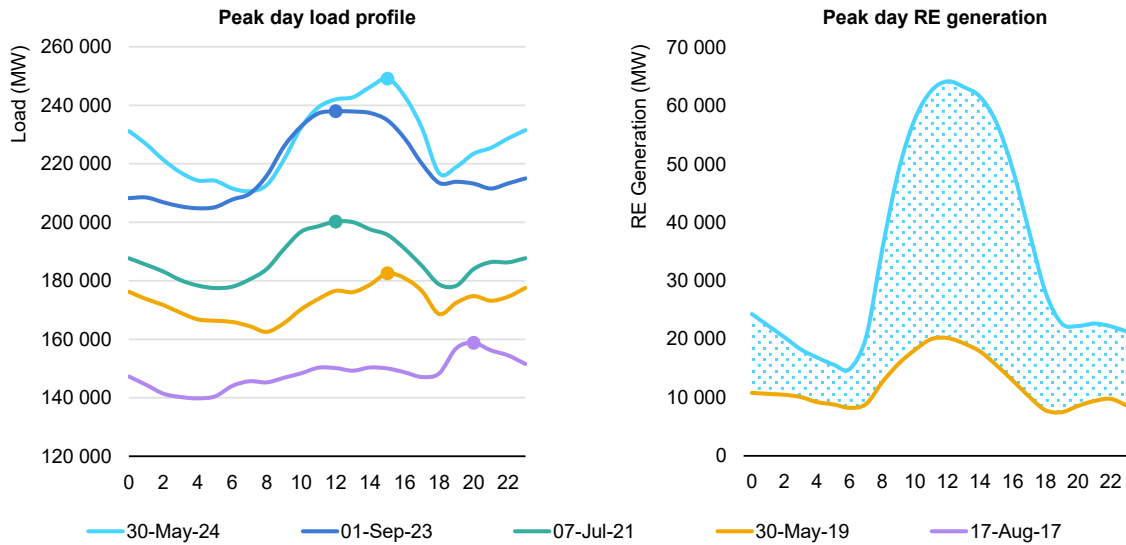 Peak day load profile
Load (MW)
260 000
240 000
220 000
200 000
180 000
160 000
140 000
120 000
0 2 4 6 8 10 12 14 16 18 20 22
Peak day RE generation
RE Generation (MW)
70 000
60 000
50 000
40 000
30 000
20 000
10 000
0
0 2 4 6 8 10 12 14 16 18 20 22
30-May-24 01-Sep-23 07-Jul-21 30-May-19 17-Aug-17